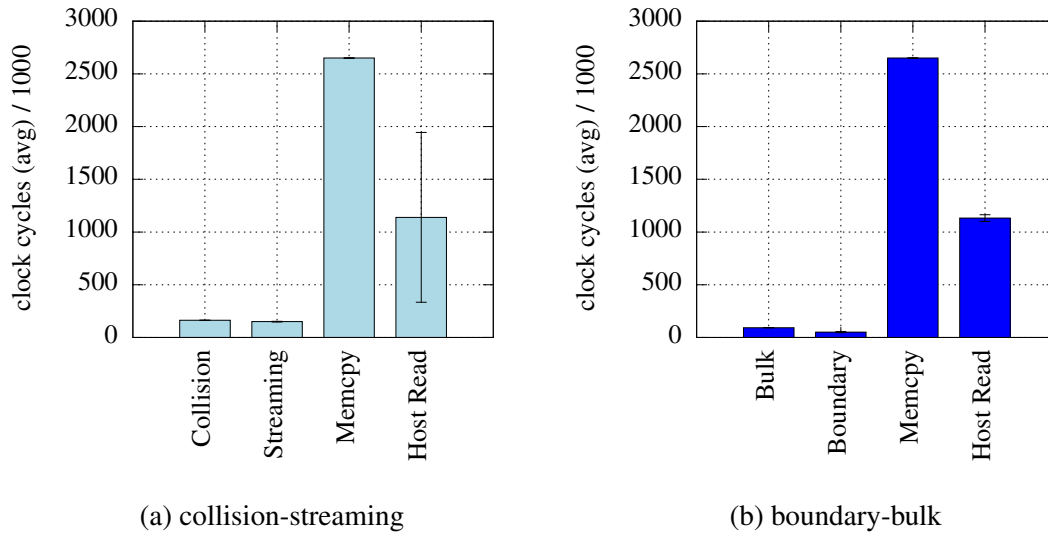 clock cycles (avg) / 1000
3000
2500
2000
1500
1000
500
0
Collision
Streaming
Memcpy
Host Read
(a) collision-streaming
clock cycles (avg) / 1000
3000
2500
2000
1500
1000
500
0
Bulk
Boundary
Memcpy
Host Read
(b) boundary-bulk